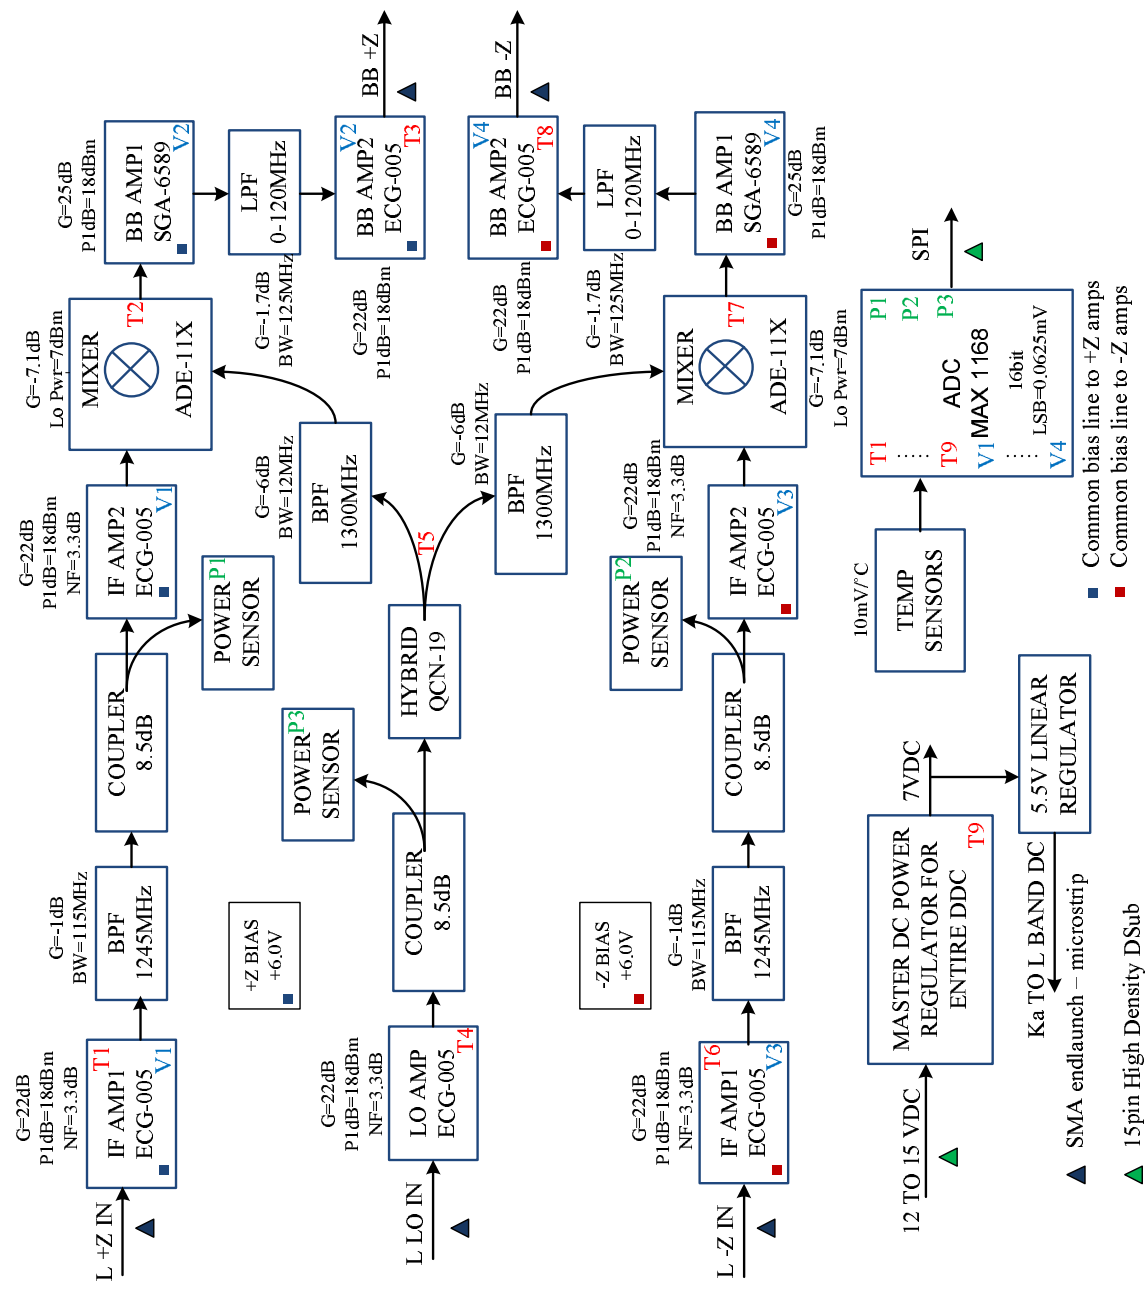 L +Z IN
G=22dB
P1dB=18dBm
NF=3.3dB
IF AMP1
ECG-005
T1
V1
G=-1dB
BW=115MHz
BPF
1245MHz
COUPLER
8.5dB
POWER
SENSOR
P1
G=22dB
P1dB=18dBm
NF=3.3dB
IF AMP2
ECG-005
V1
G=-7.1dB
Lo Pwr=7dBm
MIXER
T2
ADE-11X
G=25dB
P1dB=18dBm
BB AMP1
SGA-6589
V2
LPF
0-120MHz
G=-1.7dB
BW=125MHz
BB AMP2
ECG-005
V2
T3
G=22dB
P1dB=18dBm
BB +Z
+Z BIAS
+6.0V
L LO IN
G=22dB
P1dB=18dBm
NF=3.3dB
LO AMP
ECG-005
T4
COUPLER
8.5dB
POWER
SENSOR
P3
HYBRID
QCN-19
T5
G=-6dB
BW=12MHz
BPF
1300MHz
G=-6dB
BW=12MHz
BPF
1300MHz
L -Z IN
G=22dB
P1dB=18dBm
NF=3.3dB
IF AMP1
ECG-005
T6
V3
-Z BIAS
+6.0V
G=-1dB
BW=115MHz
BPF
1245MHz
COUPLER
8.5dB
POWER
SENSOR
P2
G=22dB
P1dB=18dBm
NF=3.3dB
IF AMP2
ECG-005
V3
MIXER
T7
ADE-11X
G=-7.1dB
Lo Pwr=7dBm
BB AMP1
SGA-6589
V4
G=25dB
P1dB=18dBm
LPF
0-120MHz
G=-1.7dB
BW=125MHz
BB AMP2
ECG-005
V4
T8
G=22dB
P1dB=18dBm
BB -Z
12 TO 15 VDC
MASTER DC POWER
REGULATOR FOR
ENTIRE DDC
T9
7VDC
5.5V LINEAR
REGULATOR
Ka TO L BAND DC
10mV/°C
TEMP
SENSORS
T1
.....
T9
V1
.....
V4
ADC
MAX 1168
16bit
LSB=0.0625mV
P1
P2
P3
SPI
SMA endlaunch – microstrip
15pin High Density DSub
Common bias line to +Z amps
Common bias line to -Z amps